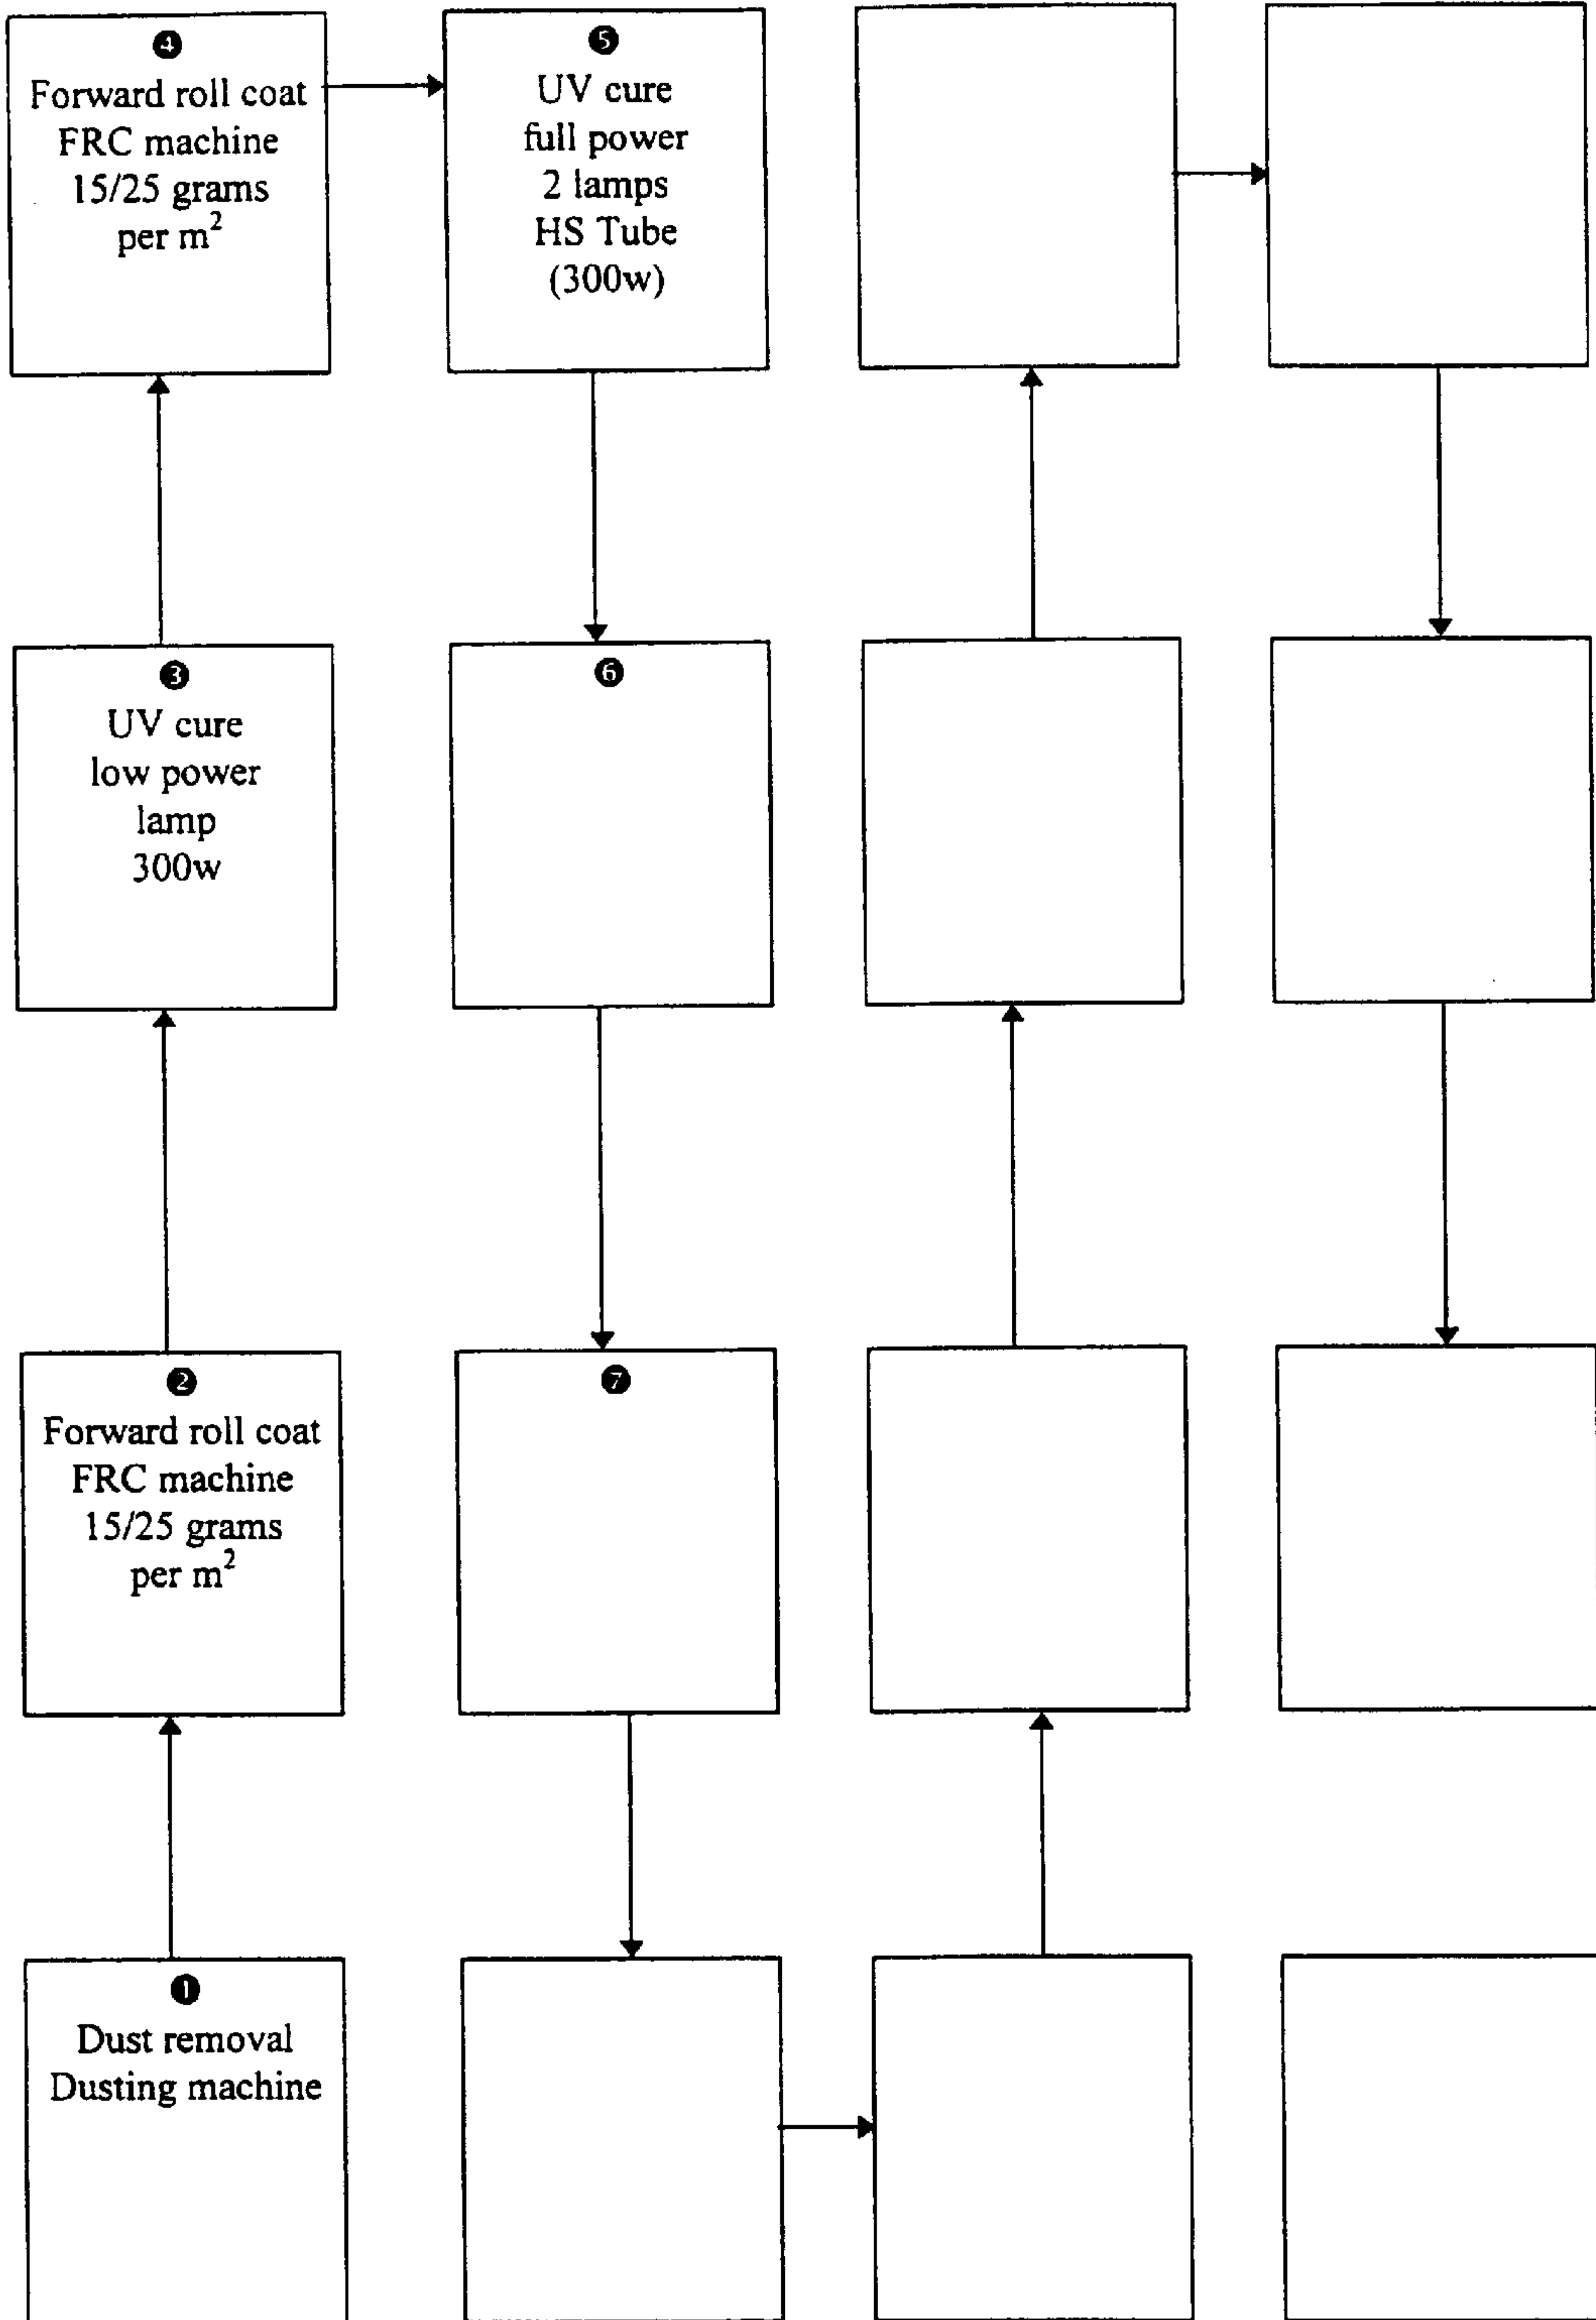 ❹
Forward roll coat
FRC machine
15/25 grams
per m²
❺
UV cure
full power
2 lamps
HS Tube
(300w)
❸
UV cure
low power
lamp
300w
❻
❷
Forward roll coat
FRC machine
15/25 grams
per m²
❼
❶
Dust removal
Dusting machine